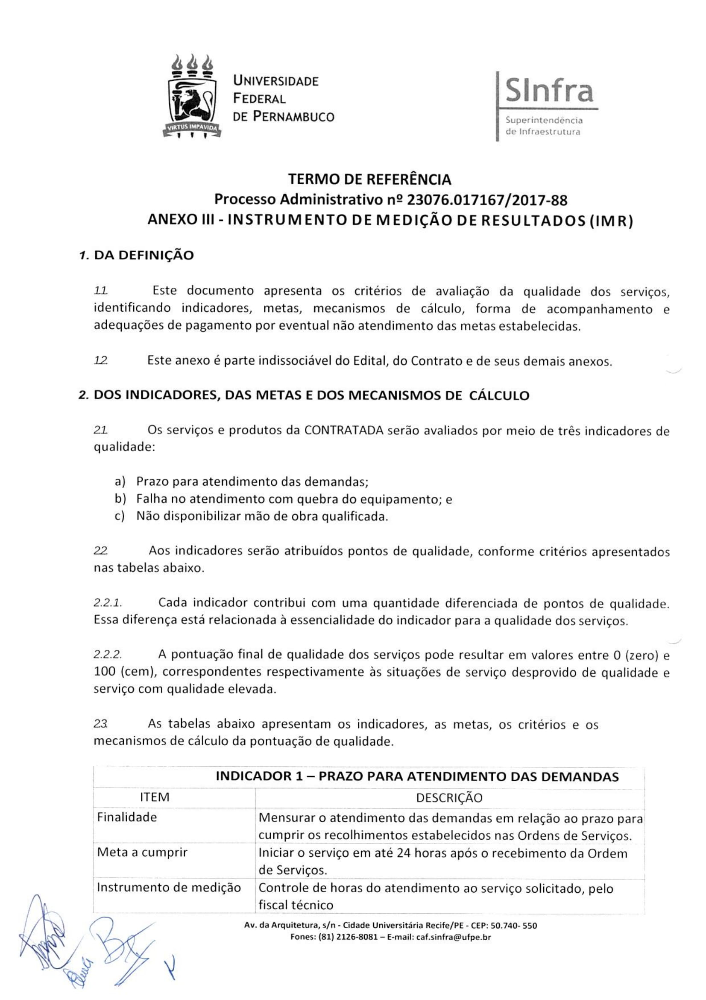 UNIVERSIDADE
FEDERAL
DE PERNAMBUCO
VIRTUS IMPAVIDA
SInfra
Superintendência
de Infraestrutura
TERMO DE REFERÊNCIA
Processo Administrativo nº 23076.017167/2017-88
ANEXO III - INSTRUMENTO DE MEDIÇÃO DE RESULTADOS (IMR)
1. DA DEFINIÇÃO
1.1. Este documento apresenta os critérios de avaliação da qualidade dos serviços,
identificando indicadores, metas, mecanismos de cálculo, forma de acompanhamento e
adequações de pagamento por eventual não atendimento das metas estabelecidas.
1.2. Este anexo é parte indissociável do Edital, do Contrato e de seus demais anexos.
2. DOS INDICADORES, DAS METAS E DOS MECANISMOS DE CÁLCULO
2.1. Os serviços e produtos da CONTRATADA serão avaliados por meio de três indicadores de
qualidade:
a) Prazo para atendimento das demandas;
b) Falha no atendimento com quebra do equipamento; e
c) Não disponibilizar mão de obra qualificada.
2.2. Aos indicadores serão atribuídos pontos de qualidade, conforme critérios apresentados
nas tabelas abaixo.
2.2.1. Cada indicador contribui com uma quantidade diferenciada de pontos de qualidade.
Essa diferença está relacionada à essencialidade do indicador para a qualidade dos serviços.
2.2.2. A pontuação final de qualidade dos serviços pode resultar em valores entre 0 (zero) e
100 (cem), correspondentes respectivamente às situações de serviço desprovido de qualidade e
serviço com qualidade elevada.
2.3. As tabelas abaixo apresentam os indicadores, as metas, os critérios e os
mecanismos de cálculo da pontuação de qualidade.
INDICADOR 1 – PRAZO PARA ATENDIMENTO DAS DEMANDAS
ITEM DESCRIÇÃO
Finalidade Mensurar o atendimento das demandas em relação ao prazo para
cumprir os recolhimentos estabelecidos nas Ordens de Serviços.
Meta a cumprir Iniciar o serviço em até 24 horas após o recebimento da Ordem
de Serviços.
Instrumento de medição Controle de horas do atendimento ao serviço solicitado, pelo
fiscal técnico
Av. da Arquitetura, s/n - Cidade Universitária Recife/PE - CEP: 50.740- 550
Fones: (81) 2126-8081 – E-mail: caf.sinfra@ufpe.br